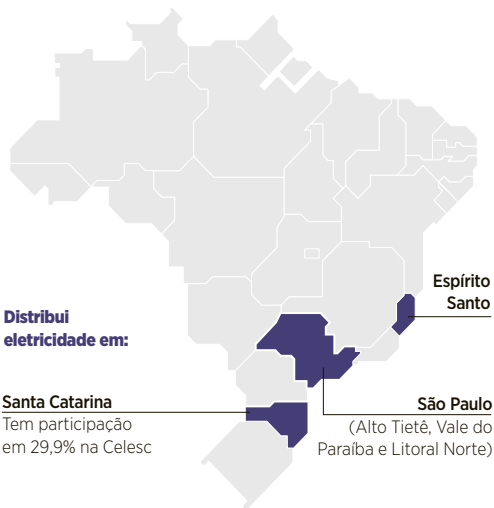 Espírito
Santo
Distribui
eletricidade em:
Santa Catarina
Tem participação
em 29,9% na Celesc
São Paulo
(Alto Tietê, Vale do
Paraíba e Litoral Norte)